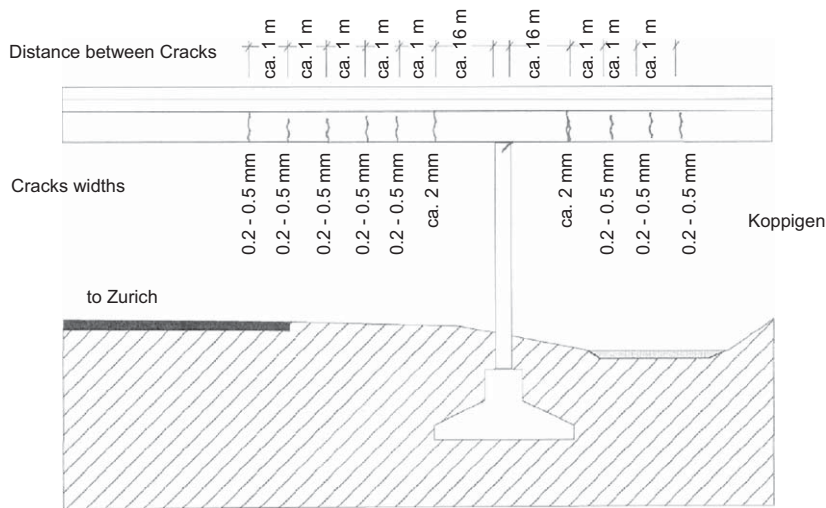 ca. 1 m ca. 1 m ca. 1 m ca. 1 m ca. 1 m ca. 16 m ca. 16 m ca. 1 m ca. 1 m ca. 1 m
Distance between Cracks
0.2 - 0.5 mm 0.2 - 0.5 mm 0.2 - 0.5 mm 0.2 - 0.5 mm 0.2 - 0.5 mm ca. 2 mm ca. 2 mm 0.2 - 0.5 mm 0.2 - 0.5 mm 0.2 - 0.5 mm
Cracks widths
Koppigen
to Zurich